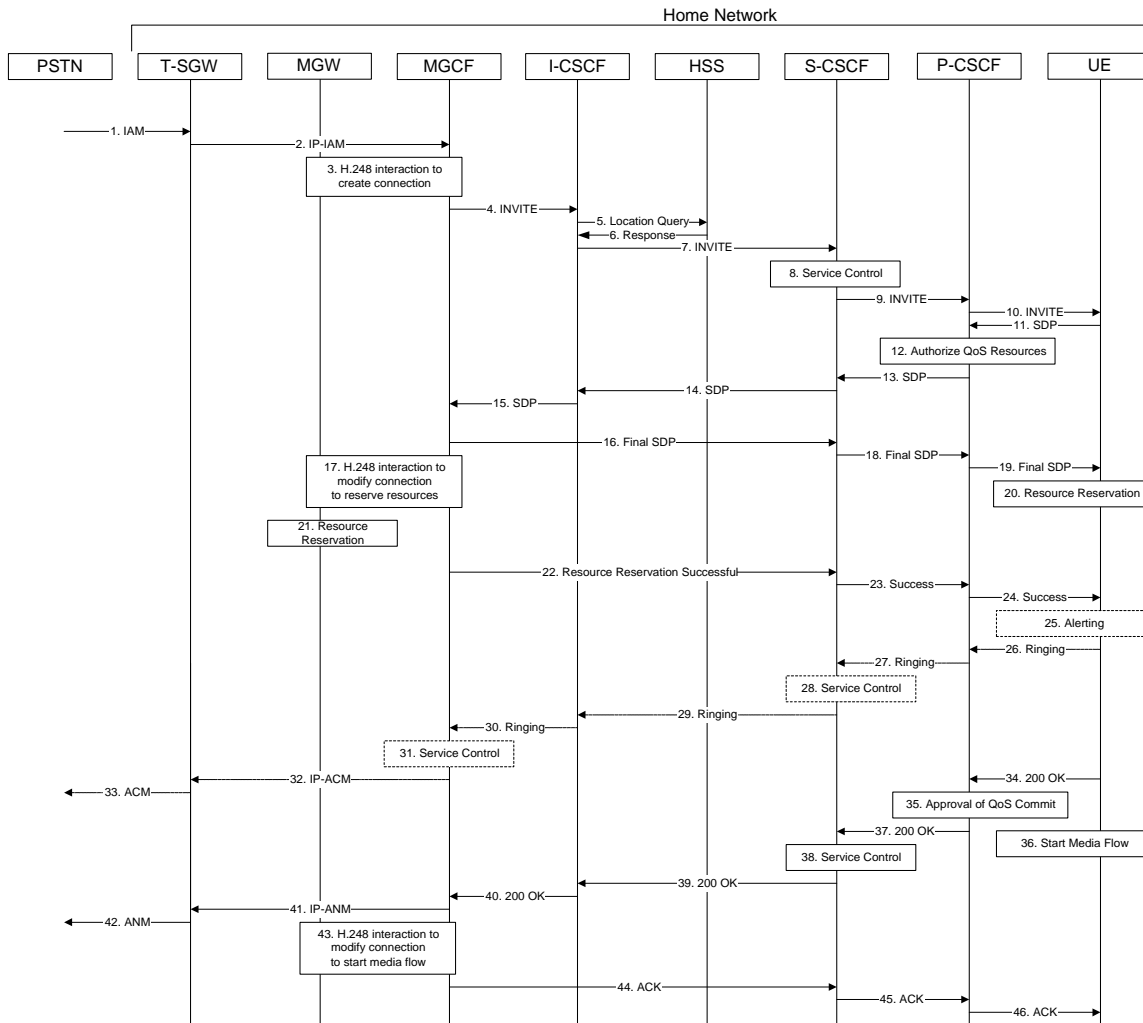 Home Network
PSTN
T-SGW
MGW
MGCF
I-CSCF
HSS
S-CSCF
P-CSCF
UE
1. IAM
2. IP-IAM
3. H.248 interaction to
create connection
4. INVITE
5. Location Query
6. Response
7. INVITE
8. Service Control
9. INVITE
10. INVITE
11. SDP
12. Authorize QoS Resources
13. SDP
14. SDP
15. SDP
16. Final SDP
18. Final SDP
17. H.248 interaction to
modify connection
to reserve resources
19. Final SDP
20. Resource Reservation
21. Resource
Reservation
22. Resource Reservation Successful
23. Success
24. Success
25. Alerting
26. Ringing
27. Ringing
28. Service Control
29. Ringing
30. Ringing
31. Service Control
32. IP-ACM
33. ACM
34. 200 OK
35. Approval of QoS Commit
37. 200 OK
36. Start Media Flow
38. Service Control
39. 200 OK
40. 200 OK
41. IP-ANM
42. ANM
43. H.248 interaction to
modify connection
to start media flow
44. ACK
45. ACK
46. ACK